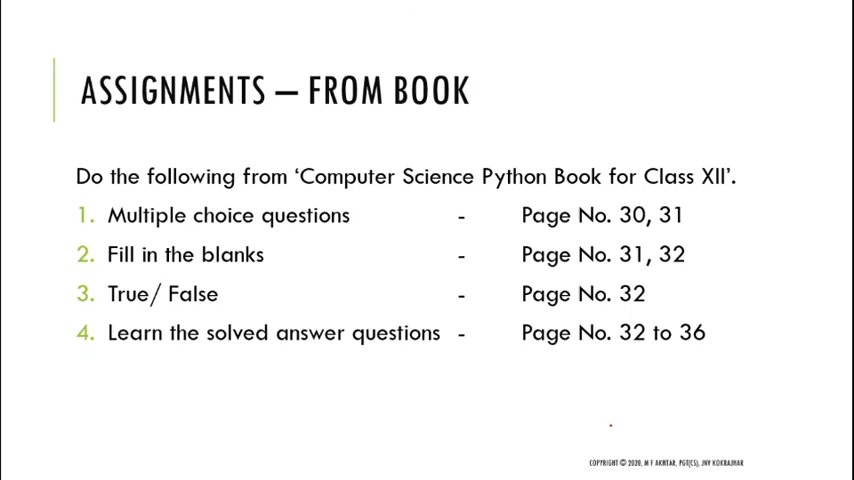 ASSIGNMENTS – FROM BOOK
Do the following from ‘Computer Science Python Book for Class XII’.
1. Multiple choice questions - Page No. 30, 31
2. Fill in the blanks - Page No. 31, 32
3. True/ False - Page No. 32
4. Learn the solved answer questions - Page No. 32 to 36
COPYRIGHT © 2020, M F AKHTAR, PGT(CS), JNV KOKRAJHAR